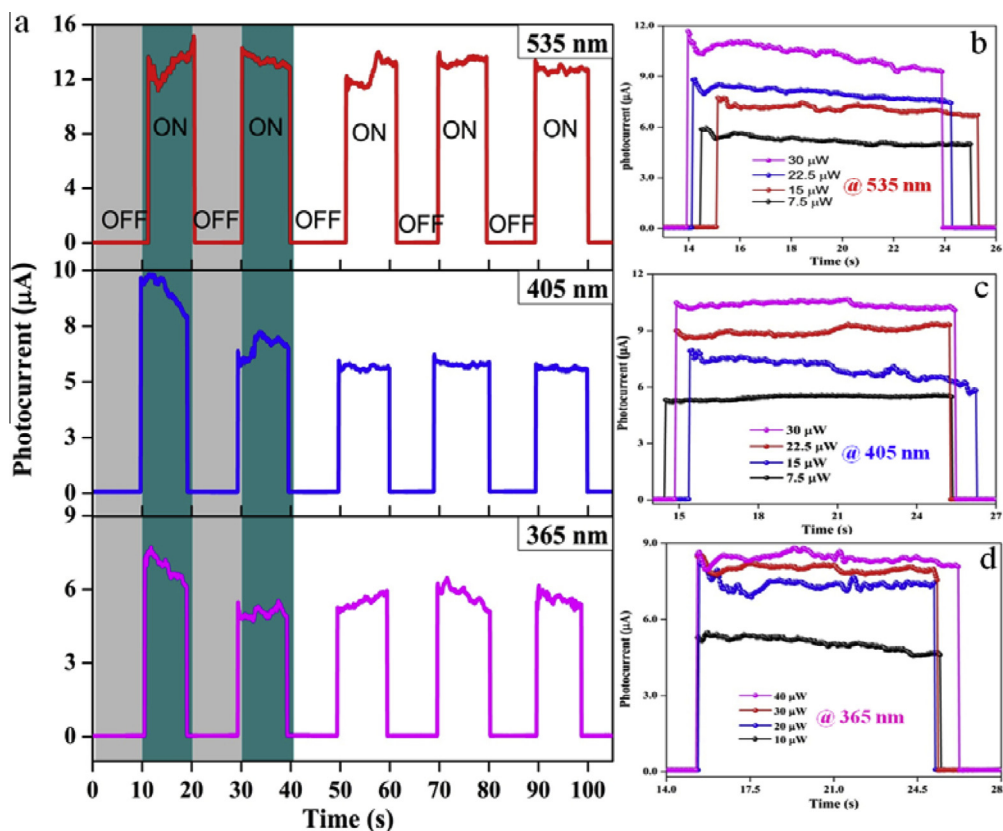 a
Photocurrent (μA)
16
12
8
4
0
535 nm
ON ON ON ON ON
OFF OFF OFF OFF OFF
10
8
5
3
0
405 nm
9
6
3
0
365 nm
0 10 20 30 40 50 60 70 80 90 100
Time (s)
b
photocurrent (μA)
12.0
9.0
6.0
3.0
0.0
30 μW
22.5 μW
15 μW
7.5 μW
@ 535 nm
14 16 18 20 22 24 26
Time (s)
c
Photocurrent (μA)
12
9
6
3
0
30 μW
22.5 μW
15 μW
7.5 μW
@ 405 nm
15 18 21 24 27
Time (s)
d
Photocurrent (μA)
9.0
6.0
3.0
0.0
40 μW
30 μW
20 μW
10 μW
@ 365 nm
14.0 17.5 21.0 24.5 28
Time (s)